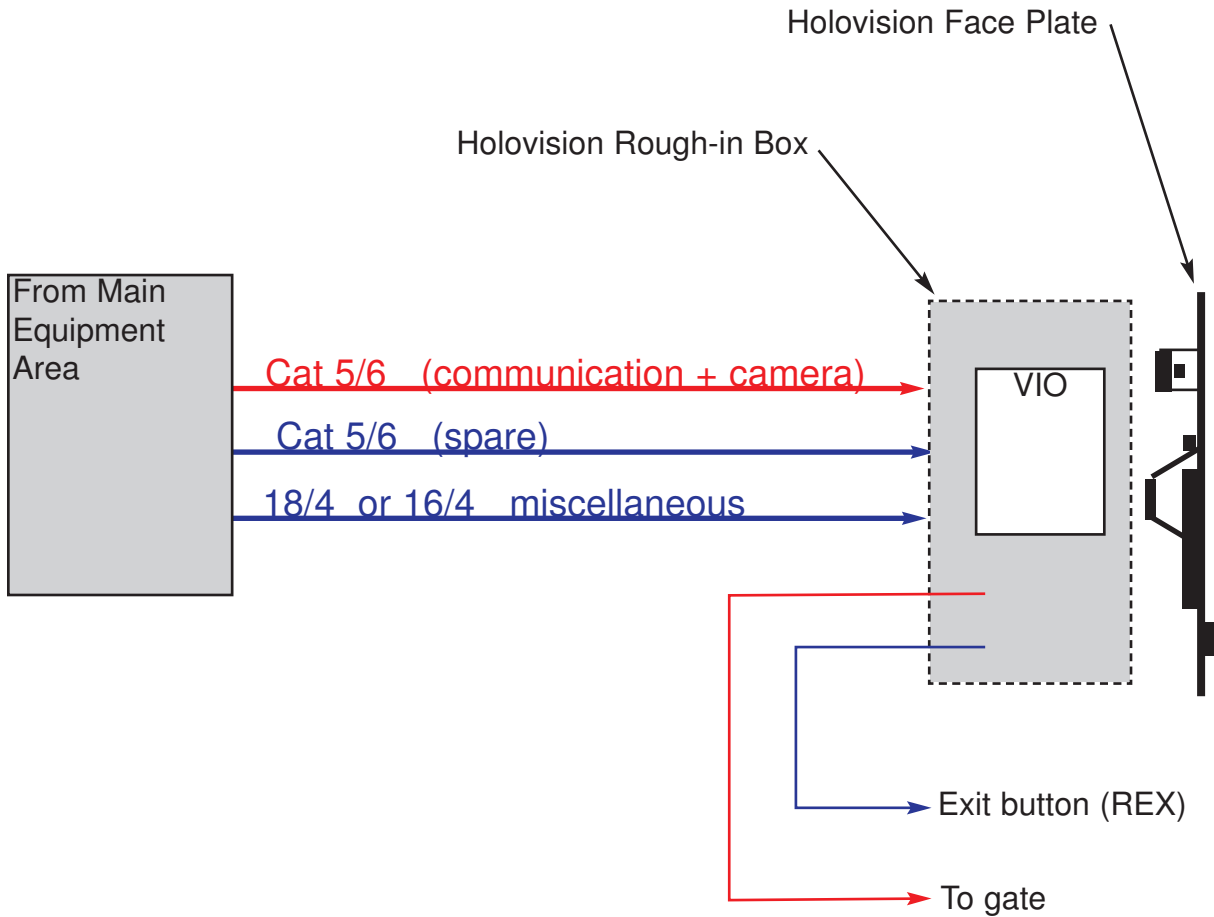 Holovision Face Plate
Holovision Rough-in Box
From Main
Equipment
Area
Cat 5/6 (communication + camera)
VIO
Cat 5/6 (spare)
18/4 or 16/4 miscellaneous
Exit button (REX)
To gate